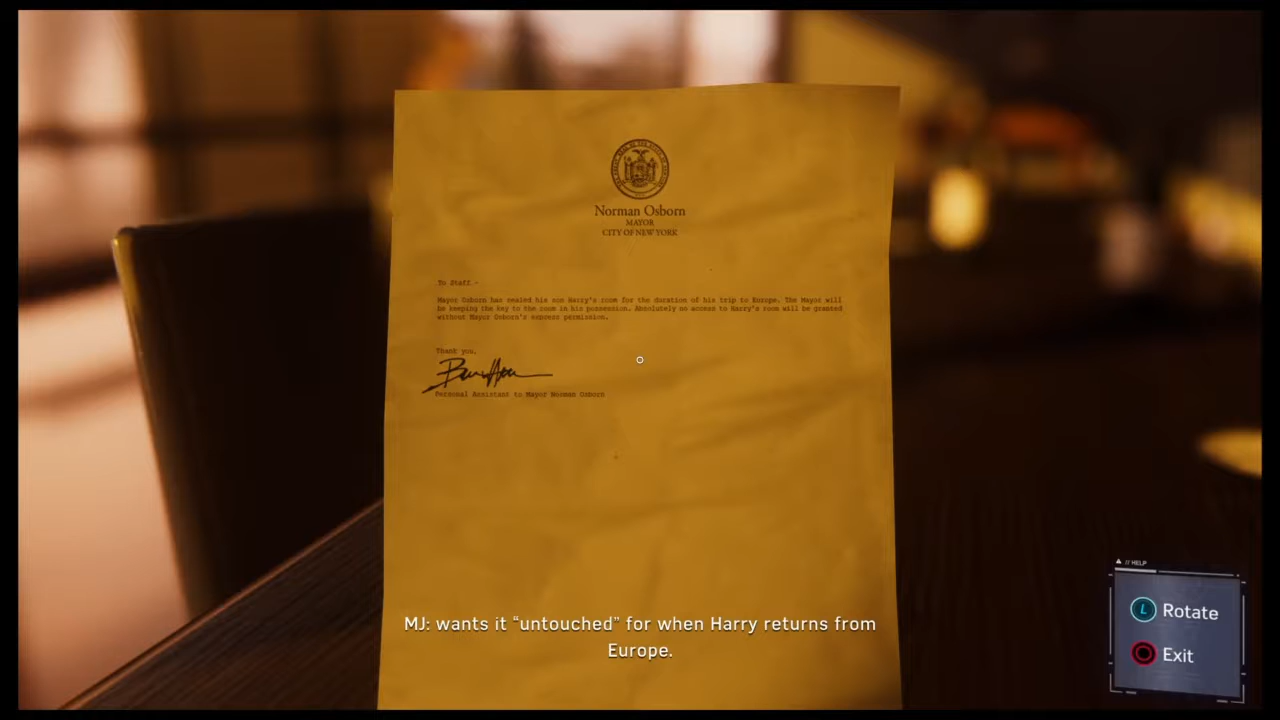 Norman Osborn
MAYOR
CITY OF NEW YORK
To Staff-
Mayor Osborn has sealed his son Harry's room for the duration of his trip to Europe. The Mayor will
be keeping the key to the room in his possession. Absolutely no access to Harry's room will be granted
without Mayor Osborn's express permission.
Thank you,
Personal Assistant to Mayor Norman Osborn
MJ: wants it “untouched” for when Harry returns from
Europe.
// HELP
L Rotate
Exit